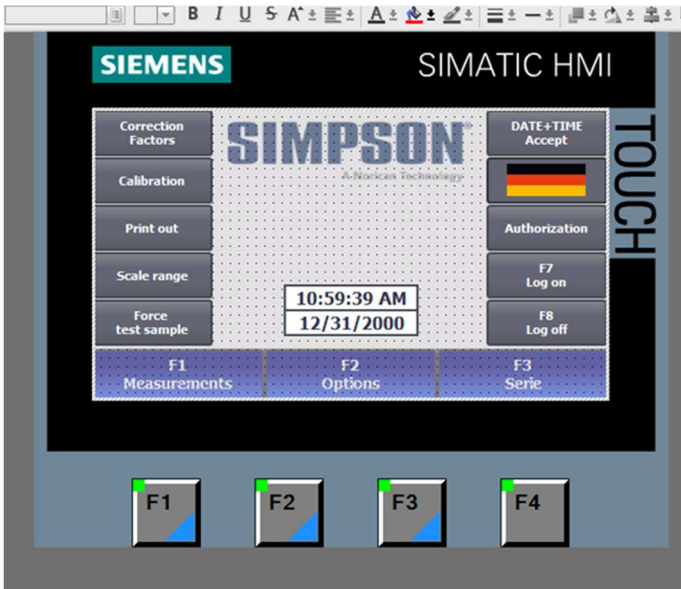 B I U S A
A
SIEMENS
SIMATIC HMI
TOUCH
Correction
Factors
SIMPSON
A Norican Technology
DATE+TIME
Accept
Calibration
Print out
Authorization
Scale range
F7
Log on
10:59:39 AM
12/31/2000
Force
test sample
F8
Log off
F1
Measurements
F2
Options
F3
Serie
F1
F2
F3
F4